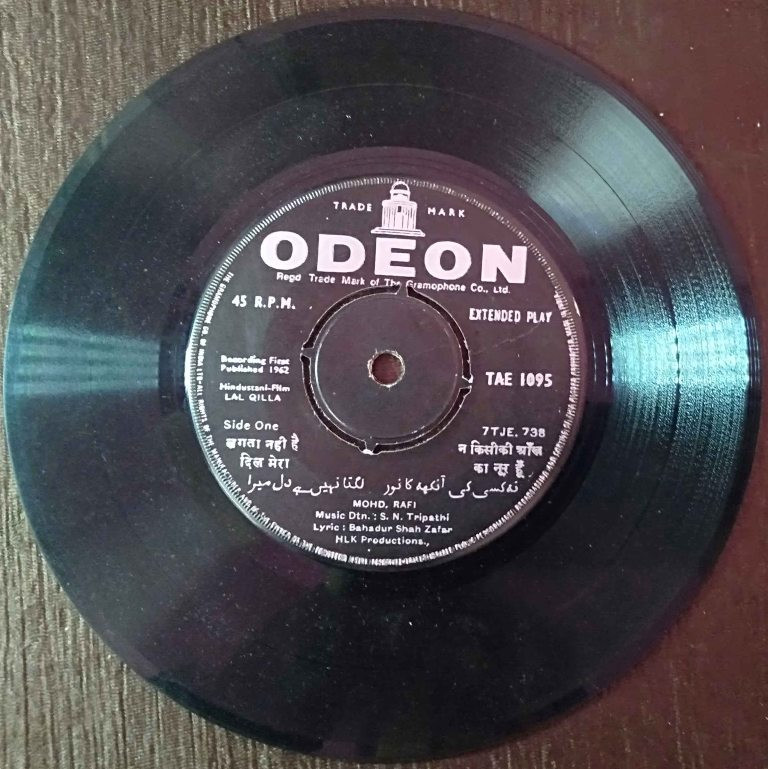 TRADE MARK
ODEON
Regd Trade Mark of The Gramophone Co., Ltd.
45 R.P.M.
EXTENDED PLAY
TAE 1095
Recording First
Published 1962
Hindustani-Film
LAL QILLA
Side One
लगता नही है
दिल मेरा
7TJE. 738
न किसीकी आँख
का नूर हूँ
نہ کسی کی آنکھ کا نور لگتا نہیں ہے دل میرا
MOHD. RAFI
Music Dtn.: S. N. Tripathi
Lyric : Bahadur Shah Zafar
HLK Productions.,